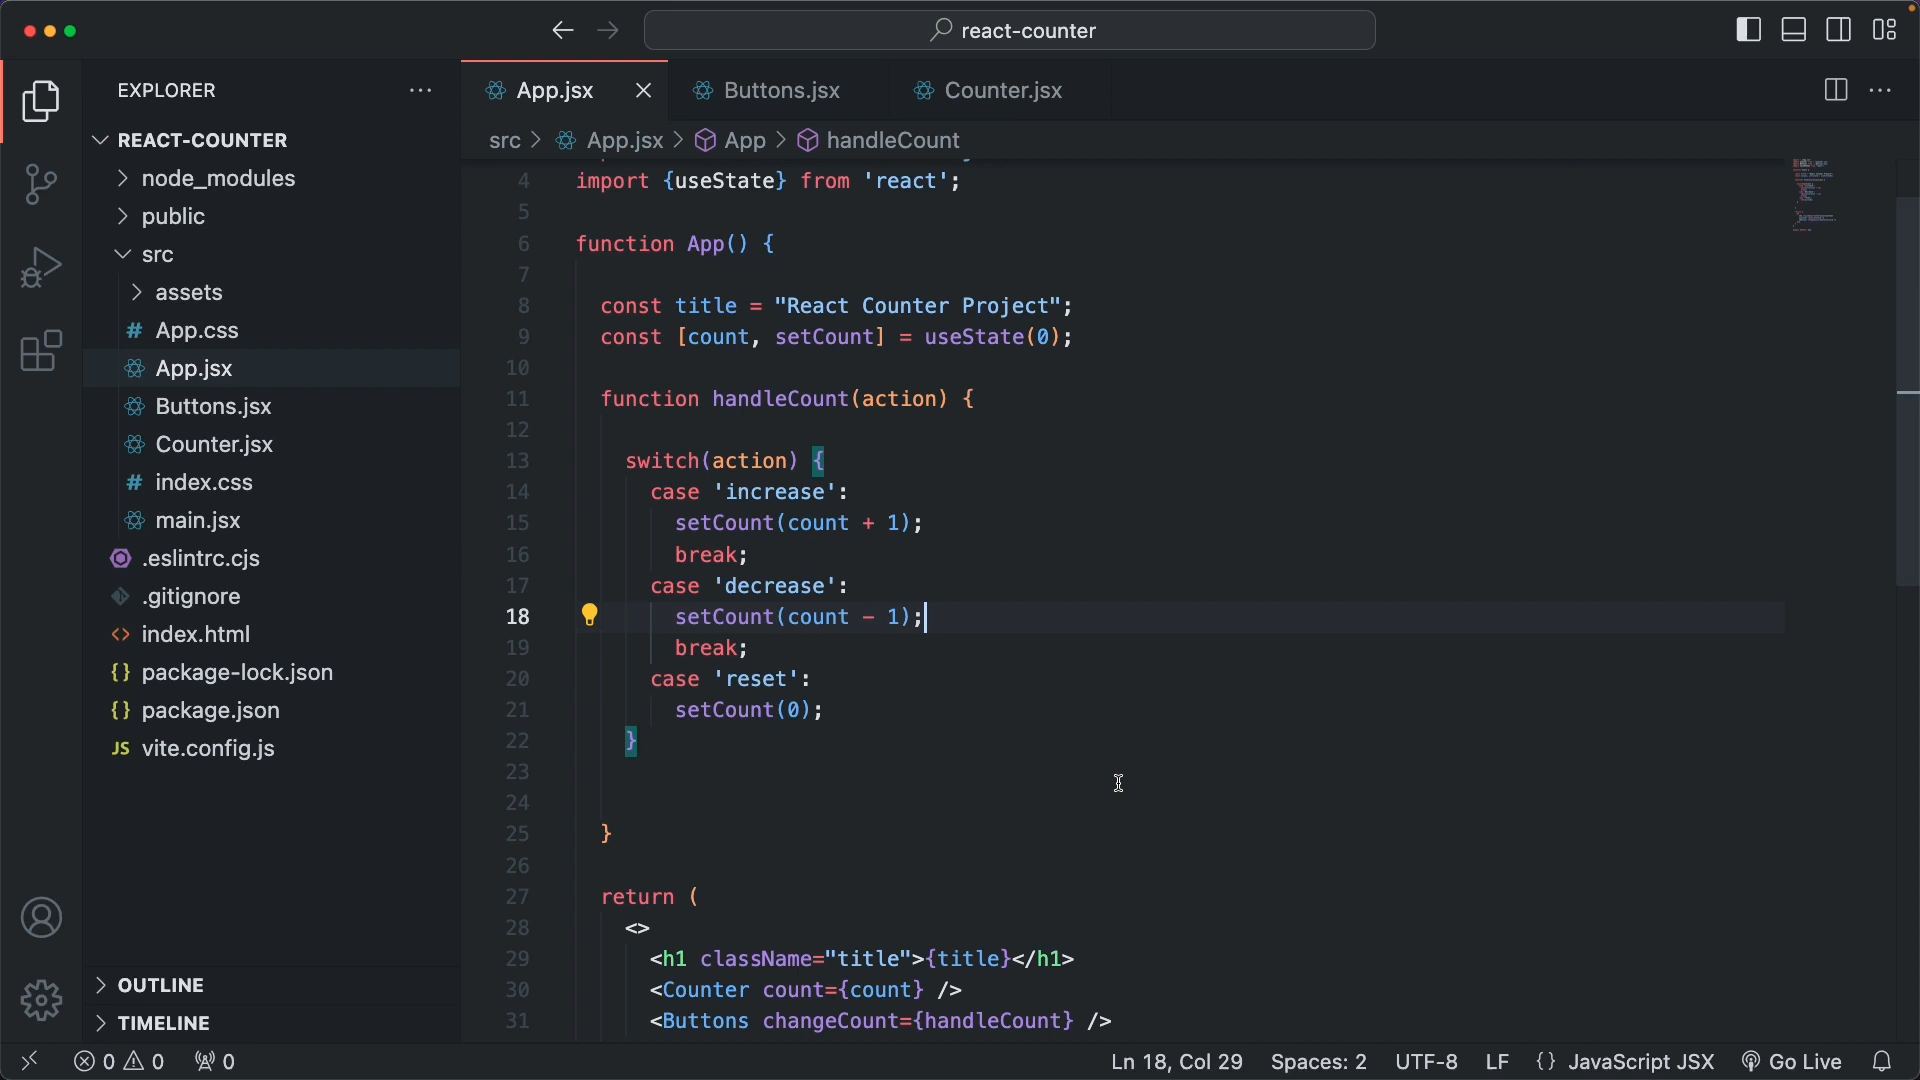 react-counter
EXPLORER
REACT-COUNTER
node_modules
public
src
assets
# App.css
App.jsx
Buttons.jsx
Counter.jsx
# index.css
main.jsx
.eslintrc.cjs
.gitignore
<> index.html
{} package-lock.json
{} package.json
JS vite.config.js
OUTLINE
TIMELINE
App.jsx
Buttons.jsx
Counter.jsx
src > App.jsx > App > handleCount
4 import {useState} from 'react';
5
6 function App() {
7
8 const title = "React Counter Project";
9 const [count, setCount] = useState(0);
10
11 function handleCount(action) {
12
13 switch(action) {
14 case 'increase':
15 setCount(count + 1);
16 break;
17 case 'decrease':
18 setCount(count - 1);
19 break;
20 case 'reset':
21 setCount(0);
22 }
23
24
25 }
26
27 return (
28 <>
29 <h1 className="title">{title}</h1>
30 <Counter count={count} />
31 <Buttons changeCount={handleCount} />
0 0 0
Ln 18, Col 29 Spaces: 2 UTF-8 LF {} JavaScript JSX Go Live